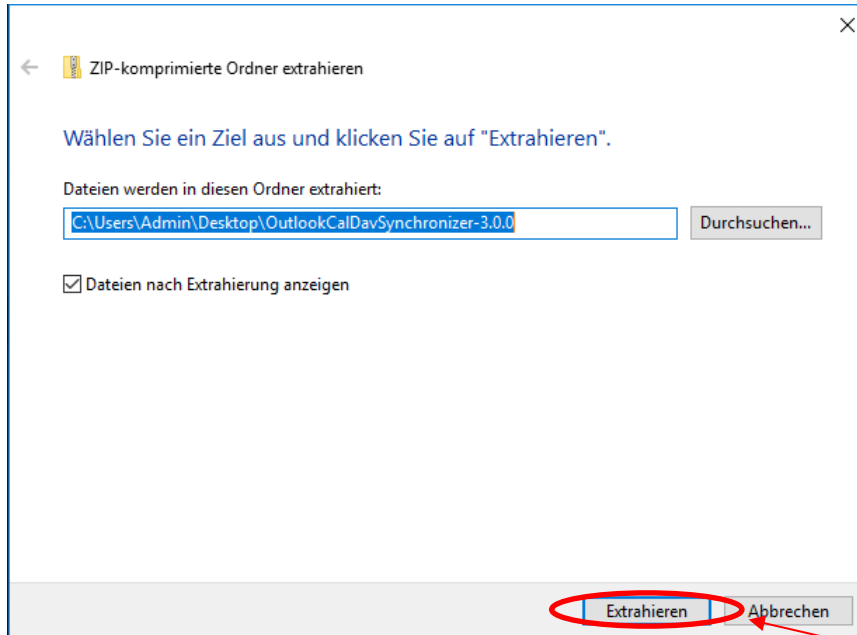 ZIP-komprimierte Ordner extrahieren
Wählen Sie ein Ziel aus und klicken Sie auf "Extrahieren".
Dateien werden in diesen Ordner extrahiert:
C:\Users\Admin\Desktop\OutlookCalDavSynchronizer-3.0.0
Durchsuchen...
Dateien nach Extrahierung anzeigen
Extrahieren
Abbrechen